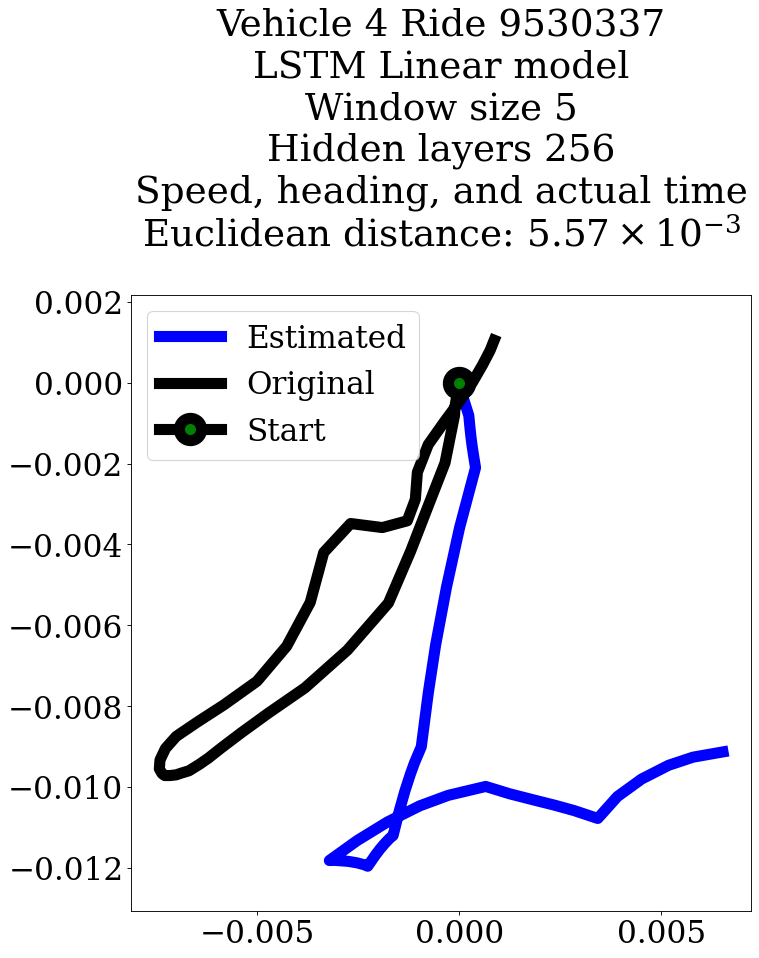 Vehicle 4 Ride 9530337
LSTM Linear model
Window size 5
Hidden layers 256
Speed, heading, and actual time
Euclidean distance: 5.57 × 10⁻³
0.002
0.000
−0.002
−0.004
−0.006
−0.008
−0.010
−0.012
Estimated
Original
Start
−0.005 0.000 0.005